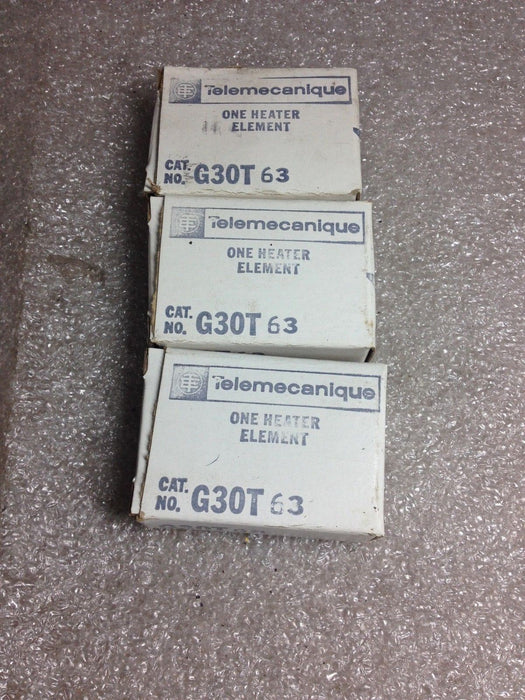 Telemecanique
ONE HEATER
ELEMENT
CAT.
NO. G30T 63
Telemecanique
ONE HEATER
ELEMENT
CAT.
NO. G30T 63
Telemecanique
ONE HEATER
ELEMENT
CAT.
NO. G30T 63